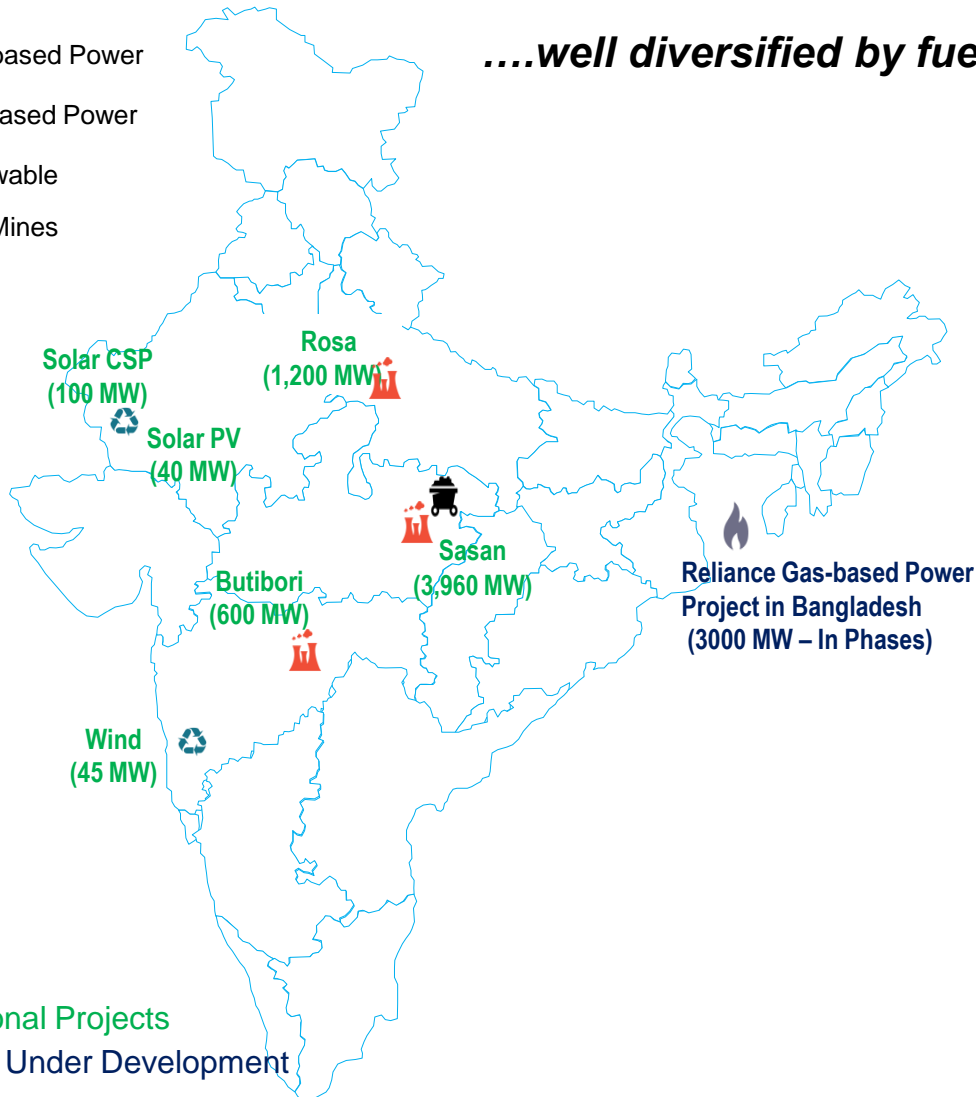 based Power
....well diversified by fue
ased Power
wable
Mines
Rosa
(1,200 MW)
Solar CSP
(100 MW)
Solar PV
(40 MW)
Sasan
(3,960 MW)
Butibori
(600 MW)
Reliance Gas-based Power
Project in Bangladesh
(3000 MW – In Phases)
Wind
(45 MW)
onal Projects
Under Development